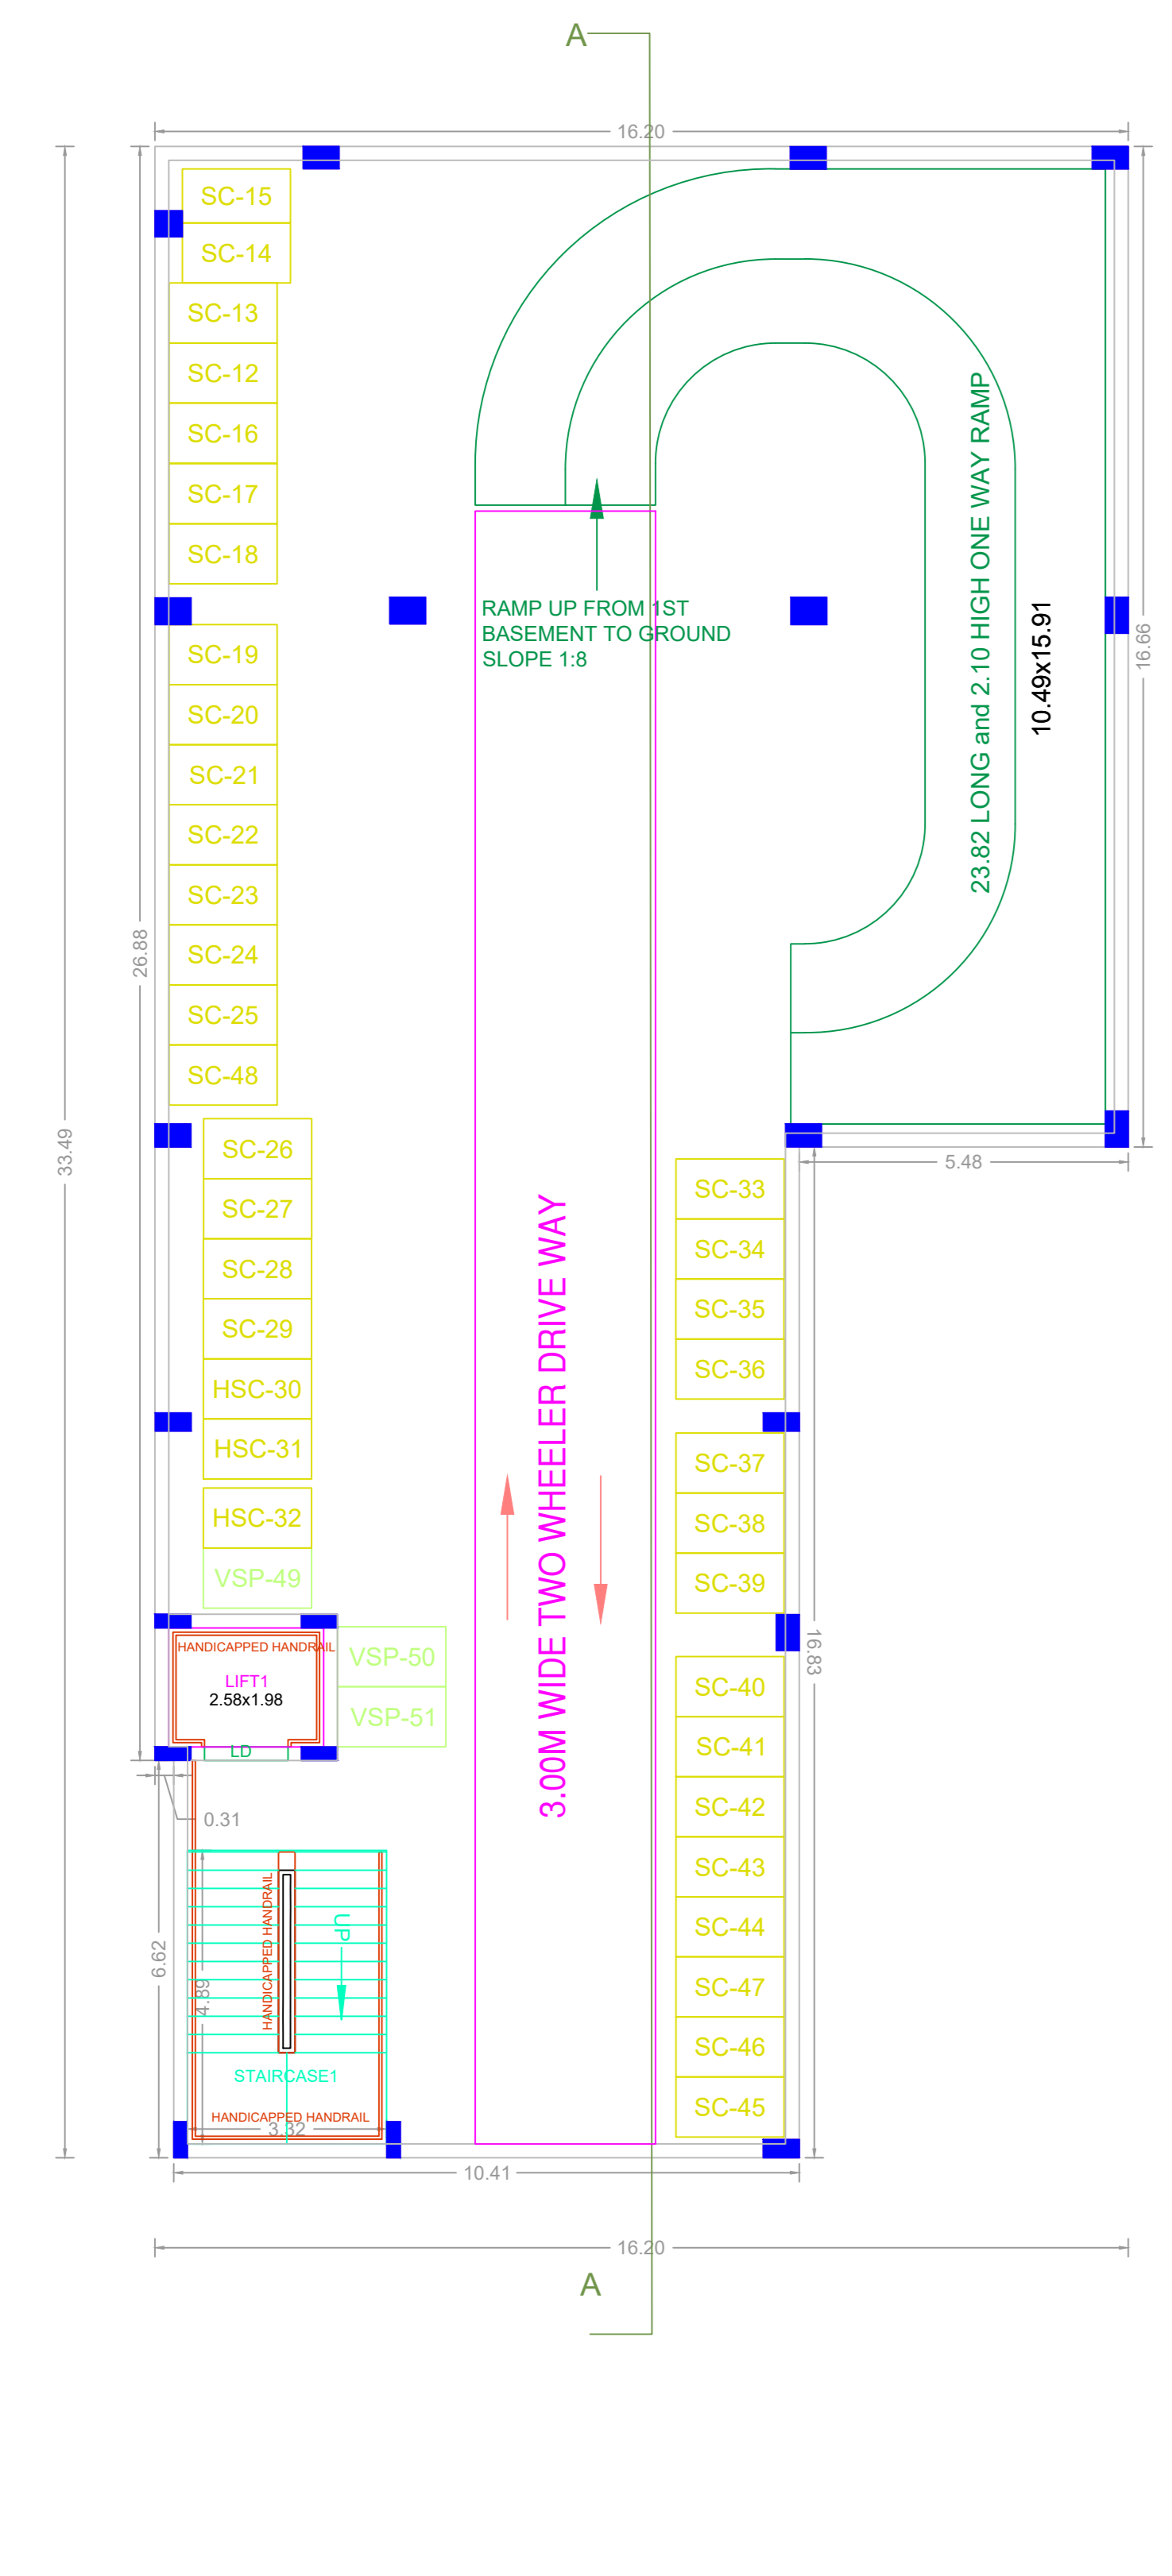 A
16.20
SC-15
SC-14
SC-13
SC-12
SC-16
SC-17
SC-18
RAMP UP FROM 1ST
BASEMENT TO GROUND
SLOPE 1:8
23.82 LONG and 2.10 HIGH ONE WAY RAMP
10.49x15.91
16.66
SC-19
SC-20
SC-21
SC-22
SC-23
SC-24
SC-25
SC-48
26.88
33.49
5.48
SC-26
SC-27
SC-28
SC-29
HSC-30
HSC-31
HSC-32
VSP-49
3.00M WIDE TWO WHEELER DRIVE WAY
SC-33
SC-34
SC-35
SC-36
SC-37
SC-38
SC-39
16.83
HANDICAPPED HANDRAIL
LIFT1
2.58x1.98
LD
VSP-50
VSP-51
SC-40
SC-41
SC-42
SC-43
SC-44
SC-47
SC-46
SC-45
0.31
6.62
4.89
HANDICAPPED HANDRAIL
UP
STAIRCASE1
HANDICAPPED HANDRAIL
3.32
10.41
16.20
A